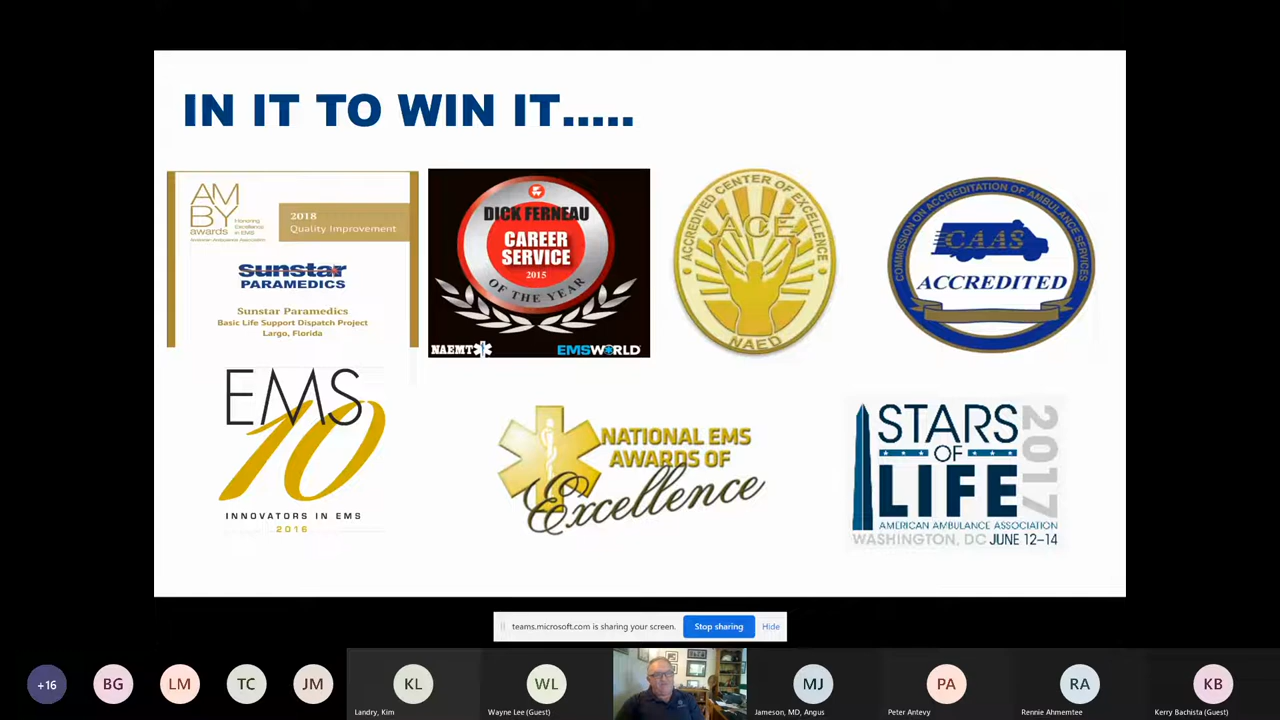 IN IT TO WIN IT.....
AM
BY
awards
Honoring
Excellence
in EMS
American Ambulance Association
2018
Quality Improvement
sunstar
PARAMEDICS
Sunstar Paramedics
Basic Life Support Dispatch Project
Largo, Florida
DICK FERNEAU
CAREER
SERVICE
2015
OF THE YEAR
NAEMT
EMSWORLD
ACCREDITED CENTER OF EXCELLENCE
ACE
NAED
COMMISSION ON ACCREDITATION OF AMBULANCE SERVICES
CAAS
ACCREDITED
EMS
10
INNOVATORS IN EMS
2016
NATIONAL EMS
AWARDS OF
Excellence
STARS
OF
LIFE
2017
AMERICAN AMBULANCE ASSOCIATION
WASHINGTON, DC JUNE 12–14
teams.microsoft.com is sharing your screen.
Stop sharing
Hide
+16
BG
LM
TC
JM
KL
Landry, Kim
WL
Wayne Lee (Guest)
MJ
Jameson, MD, Angus
PA
Peter Antevy
RA
Rennie Ahmemtee
KB
Kerry Bachista (Guest)